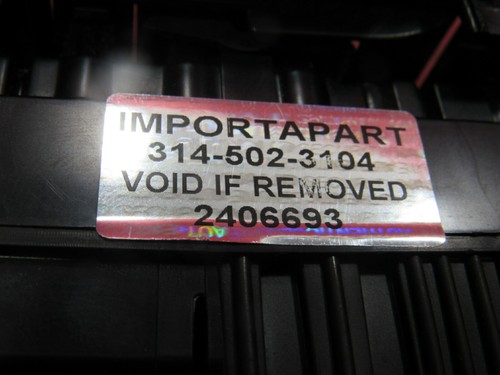 IMPORTAPART
314-502-3104
VOID IF REMOVED
2406693